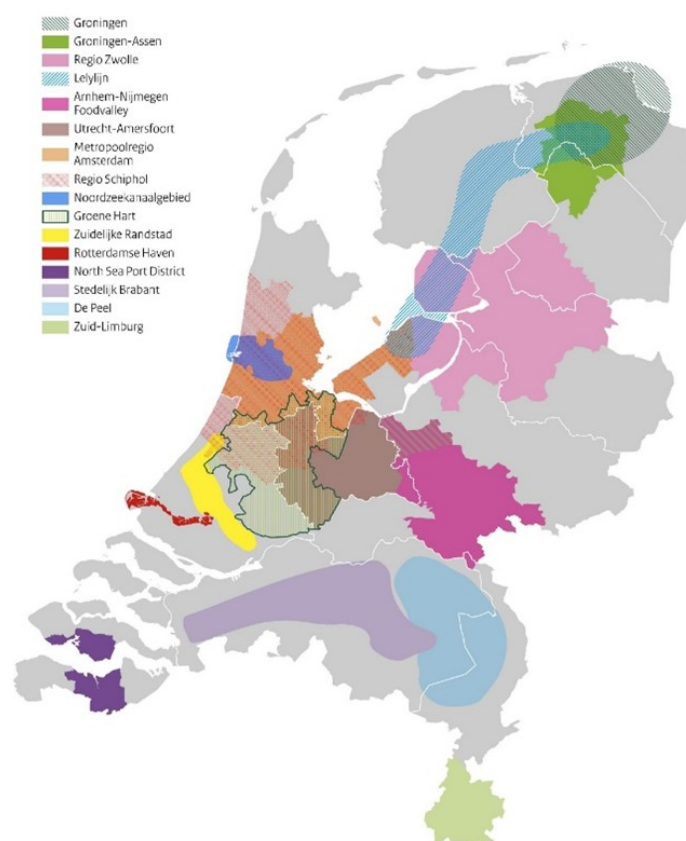 Groningen
Groningen-Assen
Regio Zwolle
Lelylijn
Arnhem-Nijmegen
Foodvalley
Utrecht-Amersfoort
Metropoolregio
Amsterdam
Regio Schiphol
Noordzeekanaalgebied
Groene Hart
Zuidelijke Randstad
Rotterdamse Haven
North Sea Port District
Stedelijk Brabant
De Peel
Zuid-Limburg